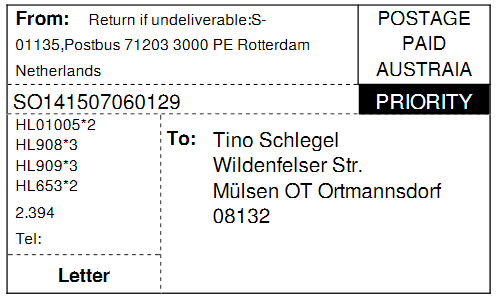 From: Return if undeliverable:S-
01135,Postbus 71203 3000 PE Rotterdam
Netherlands
POSTAGE
PAID
AUSTRAIA
SO141507060129
PRIORITY
HL01005*2
HL908*3
HL909*3
HL653*2
2.394
Tel:
Letter
To: Tino Schlegel
Wildenfelser Str.
Mülsen OT Ortmannsdorf
08132